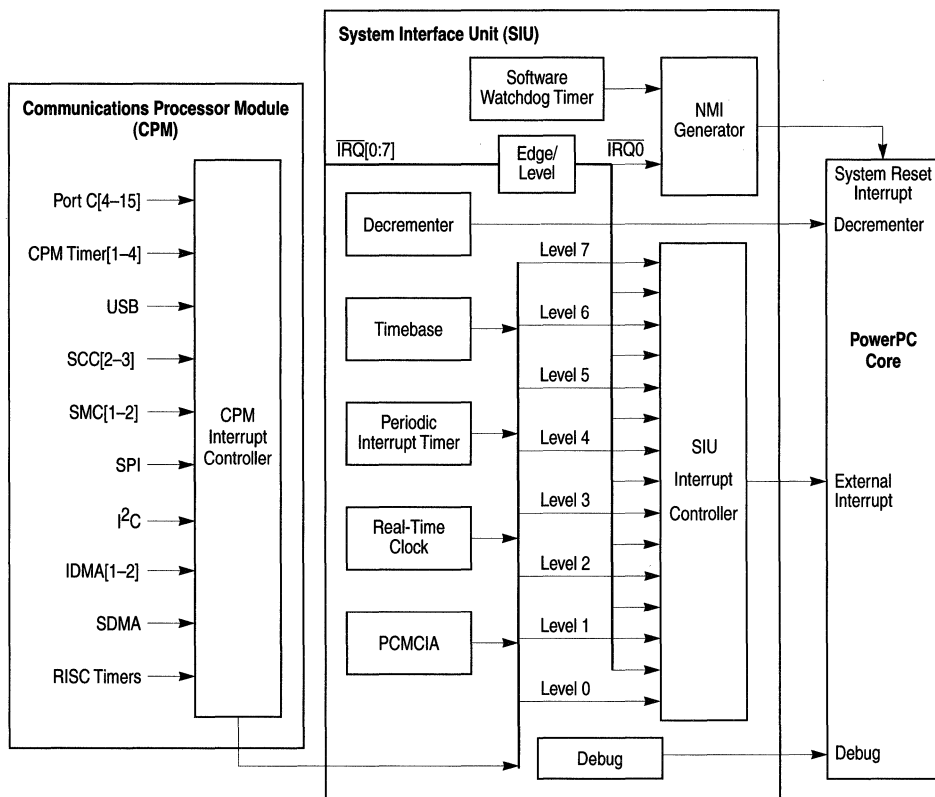 System Interface Unit (SIU)
Software
Watchdog Timer
NMI
Generator
Communications Processor Module
(CPM)
IRQ[0:7]
Edge/
Level
IRQ0
System Reset
Interrupt
Decrementer
Decrementer
Port C[4–15]
CPM Timer[1–4]
USB
SCC[2–3]
SMC[1–2]
SPI
I2C
IDMA[1–2]
SDMA
RISC Timers
CPM
Interrupt
Controller
Timebase
Periodic
Interrupt Timer
Real-Time
Clock
PCMCIA
Level 7
Level 6
Level 5
Level 4
Level 3
Level 2
Level 1
Level 0
SIU
Interrupt
Controller
PowerPC
Core
External
Interrupt
Debug
Debug